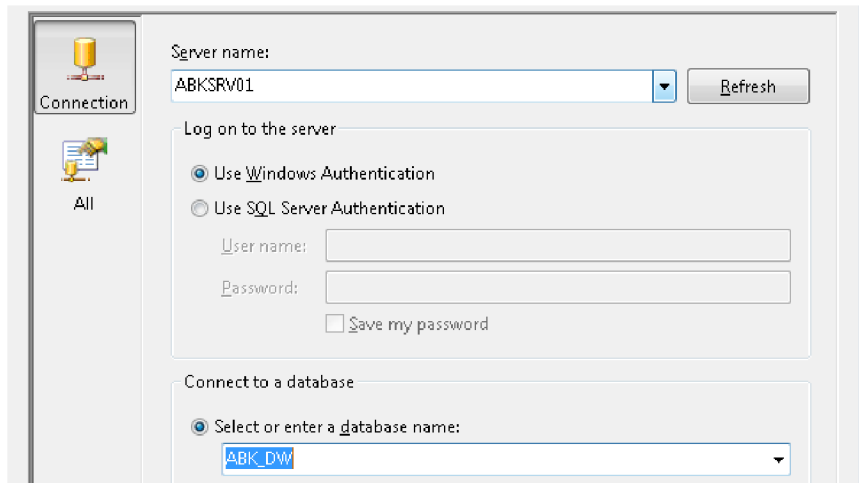 Connection
All
Server name:
ABKSRV01
Refresh
Log on to the server
Use Windows Authentication
Use SQL Server Authentication
User name:
Password:
Save my password
Connect to a database
Select or enter a database name:
ABK_DW